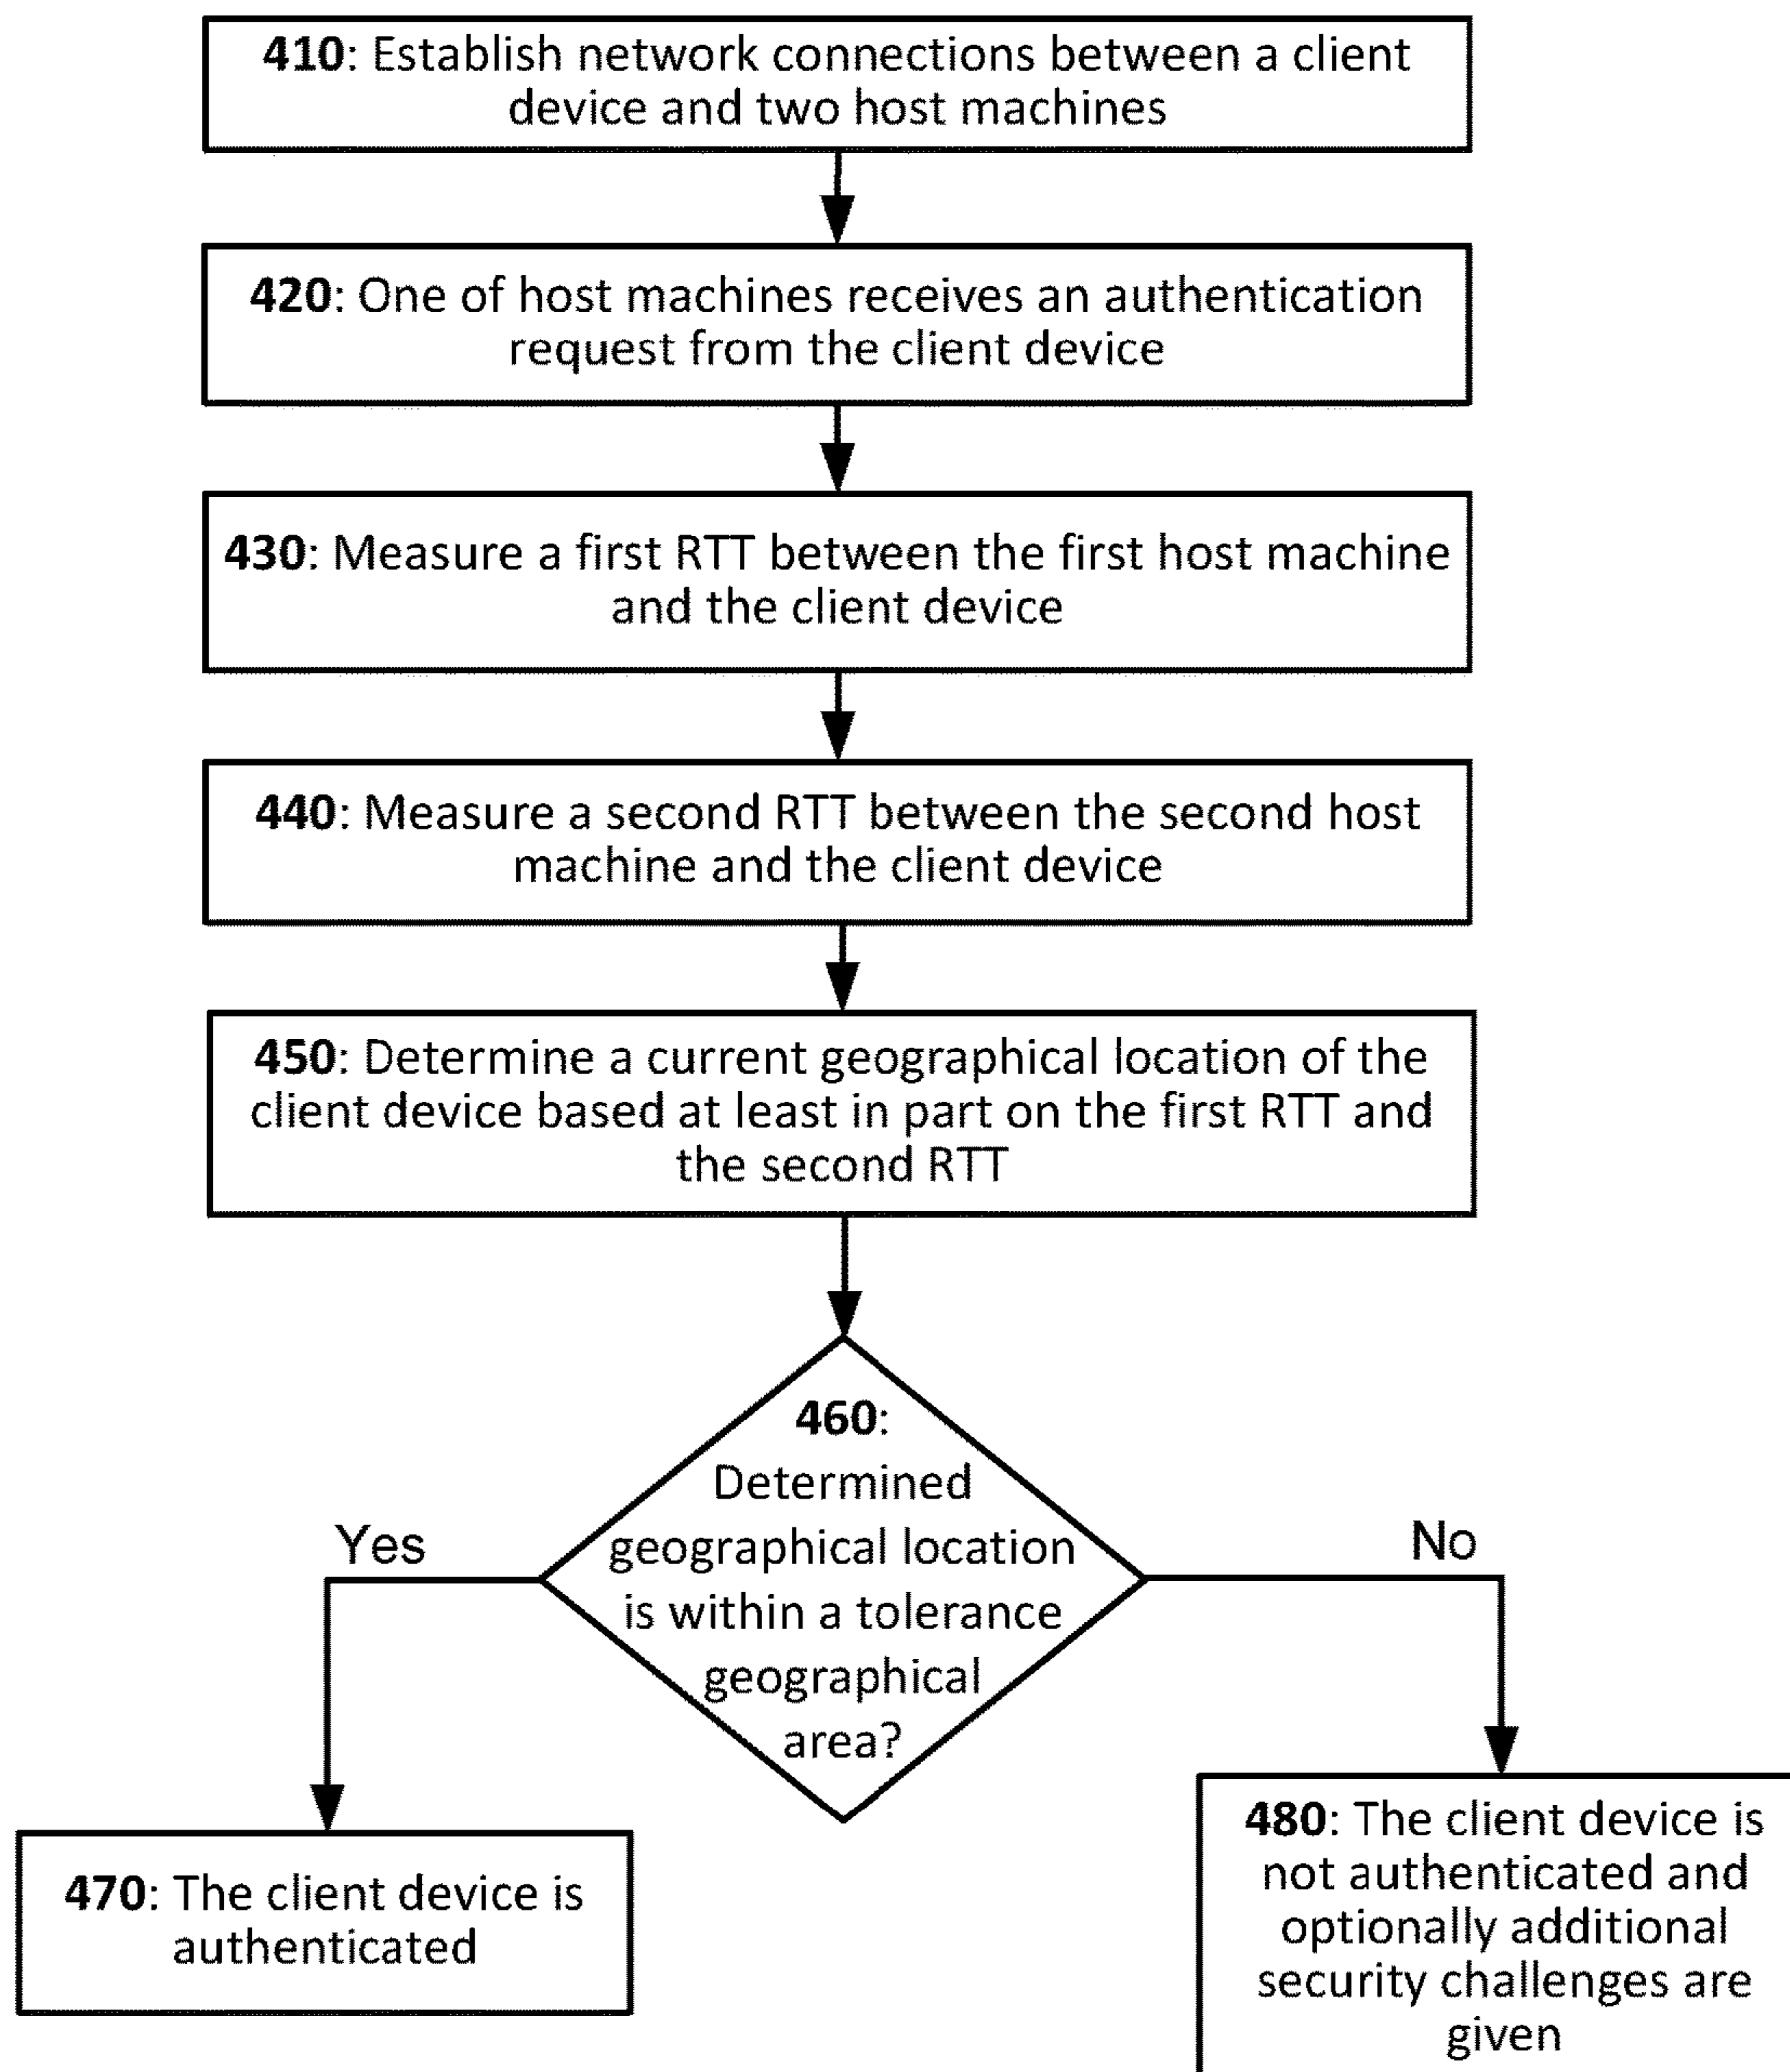 410: Establish network connections between a client
device and two host machines
420: One of host machines receives an authentication
request from the client device
430: Measure a first RTT between the first host machine
and the client device
440: Measure a second RTT between the second host
machine and the client device
450: Determine a current geographical location of the
client device based at least in part on the first RTT and
the second RTT
460:
Determined
geographical location
is within a tolerance
geographical
area?
Yes
No
470: The client device is
authenticated
480: The client device is
not authenticated and
optionally additional
security challenges are
given